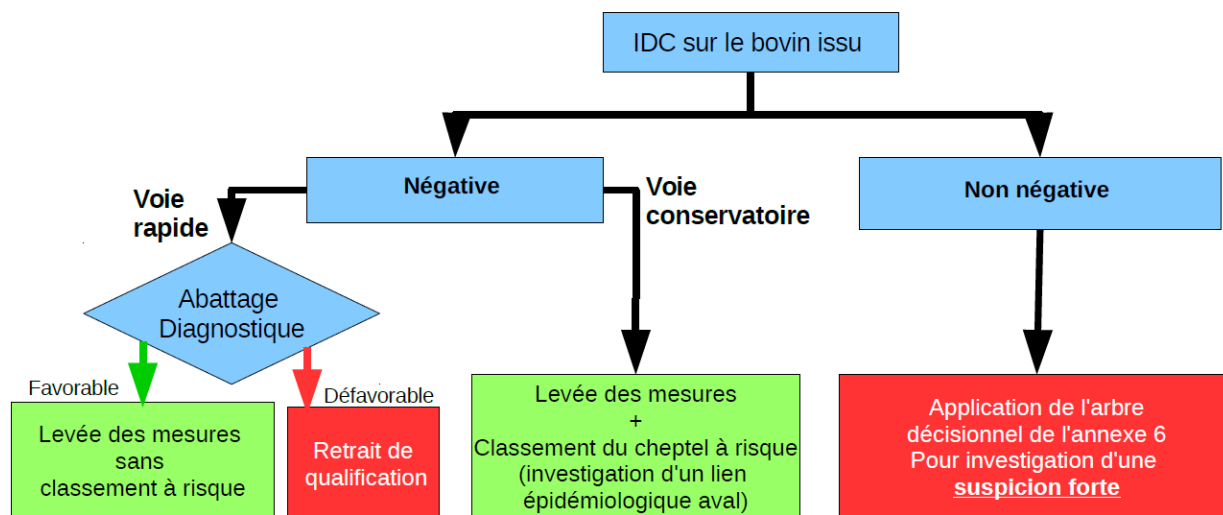 IDC sur le bovin issu
Négative
Non négative
Voie
rapide
Voie
conservatoire
Abattage
Diagnostique
Favorable
Défavorable
Levée des mesures
sans
classement à risque
Retrait de
qualification
Levée des mesures
+
Classement du cheptel à risque
(investigation d'un lien
épidémiologique aval)
Application de l'arbre
décisionnel de l'annexe 6
Pour investigation d'une
suspicion forte